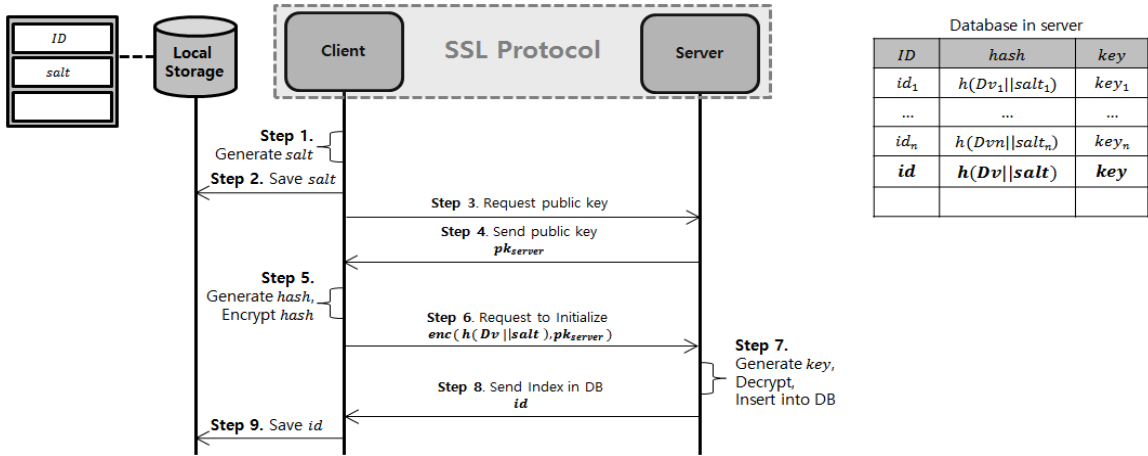 ID
salt
Local
Storage
Client
SSL Protocol
Server
Database in server
ID hash key
id₁ h(Dv₁||salt₁) key₁
... ... ...
idₙ h(Dvn||saltₙ) keyₙ
id h(Dv||salt) key
Step 1.
Generate salt
Step 2. Save salt
Step 3. Request public key
Step 4. Send public key
pk_server
Step 5.
Generate hash,
Encrypt hash
Step 6. Request to Initialize
enc(h(Dv||salt),pk_server)
Step 7.
Generate key,
Decrypt,
Insert into DB
Step 8. Send Index in DB
id
Step 9. Save id